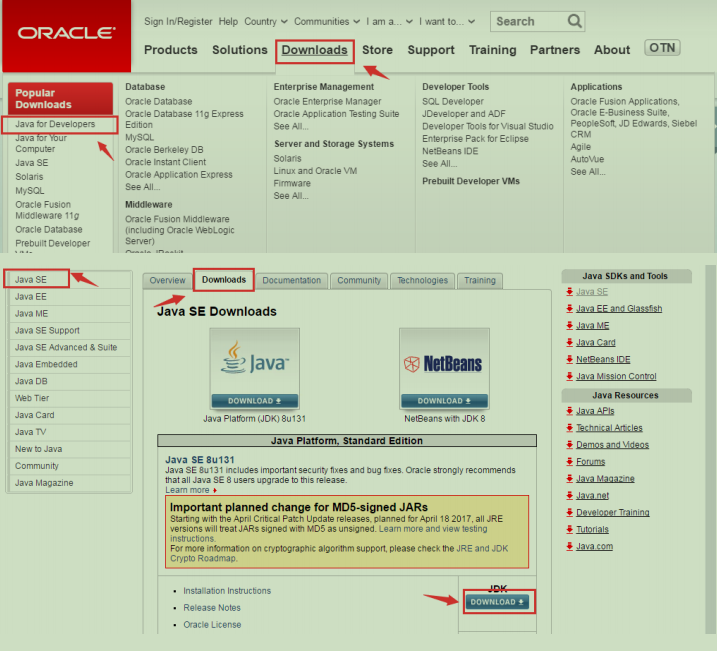 ORACLE
Sign In/Register Help Country Communities I am a... I want to... Search
Products Solutions Downloads Store Support Training Partners About OTN
Popular
Downloads
Java for Developers
Java for Your
Computer
Java SE
Solaris
MySQL
Oracle Fusion
Middleware 11g
Oracle Database
Prebuilt Developer
VMs
Database
Oracle Database
Oracle Database 11g Express
Edition
MySQL
Oracle Berkeley DB
Oracle Instant Client
Oracle Application Express
See All...
Middleware
Oracle Fusion Middleware
(including Oracle WebLogic
Server)
Oracle JRockit
Enterprise Management
Oracle Enterprise Manager
Oracle Application Testing Suite
See All...
Server and Storage Systems
Solaris
Linux and Oracle VM
Firmware
See All...
Developer Tools
SQL Developer
JDeveloper and ADF
Developer Tools for Visual Studio
Enterprise Pack for Eclipse
NetBeans IDE
See All...
Prebuilt Developer VMs
Applications
Oracle Fusion Applications,
Oracle E-Business Suite,
PeopleSoft, JD Edwards, Siebel
CRM
Agile
AutoVue
See All...
Java SE
Java EE
Java ME
Java SE Support
Java SE Advanced & Suite
Java Embedded
Java DB
Web Tier
Java Card
Java TV
New to Java
Community
Java Magazine
Overview Downloads Documentation Community Technologies Training
Java SE Downloads
Java
DOWNLOAD
Java Platform (JDK) 8u131
NetBeans
DOWNLOAD
NetBeans with JDK 8
Java Platform, Standard Edition
Java SE 8u131
Java SE 8u131 includes important security fixes and bug fixes. Oracle strongly recommends
that all Java SE 8 users upgrade to this release.
Learn more
Important planned change for MD5-signed JARs
Starting with the April Critical Patch Update releases, planned for April 18 2017, all JRE
versions will treat JARs signed with MD5 as unsigned. Learn more and view testing
instructions.
For more information on cryptographic algorithm support, please check the JRE and JDK
Crypto Roadmap.
Installation Instructions
Release Notes
Oracle License
JDK
DOWNLOAD
Java SDKs and Tools
Java SE
Java EE and Glassfish
Java ME
Java Card
NetBeans IDE
Java Mission Control
Java Resources
Java APIs
Technical Articles
Demos and Videos
Forums
Java Magazine
Java.net
Developer Training
Tutorials
Java.com